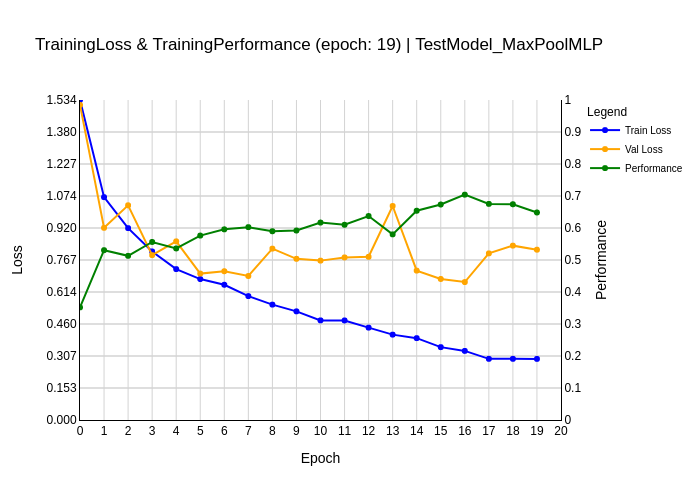 TrainingLoss & TrainingPerformance (epoch: 19) | TestModel_MaxPoolMLP
1.534
1.380
1.227
1.074
0.920
0.767
0.614
0.460
0.307
0.153
0.000
Loss
0 1 2 3 4 5 6 7 8 9 10 11 12 13 14 15 16 17 18 19 20
Epoch
1
0.9
0.8
0.7
0.6
0.5
0.4
0.3
0.2
0.1
0
Performance
Legend
Train Loss
Val Loss
Performance